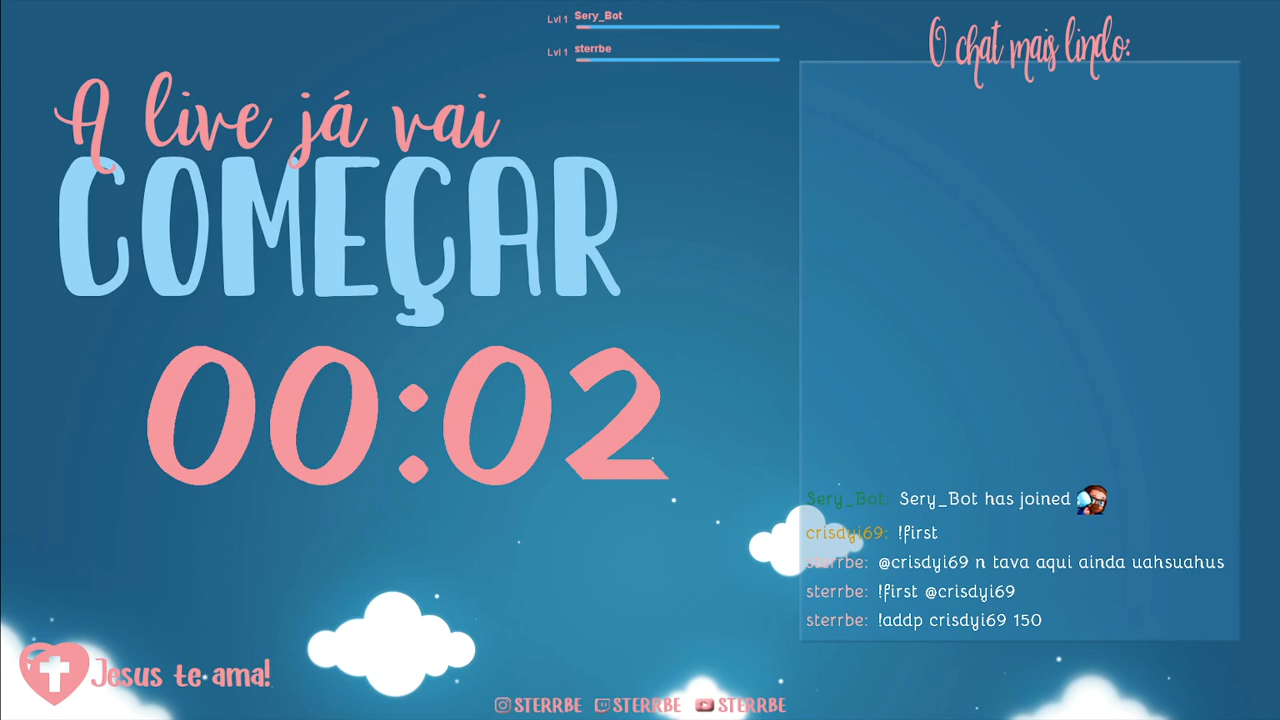 Lvl 1 Sery_Bot
Lvl 1 sterrbe
A live já vai
COMEÇAR
00:02
O chat mais lindo:
Sery_Bot: Sery_Bot has joined
crisdyi69: !first
sterrbe: @crisdyi69 n tava aqui ainda uahsuahus
sterrbe: !first @crisdyi69
sterrbe: !addp crisdyi69 150
Jesus te ama!
STERRBE STERRBE STERRBE